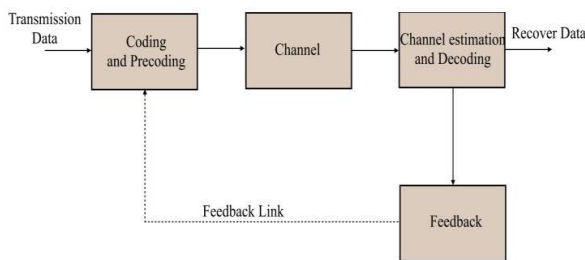 Transmission
Data
Coding
and Precoding
Channel
Channel estimation
and Decoding
Recover Data
Feedback Link
Feedback